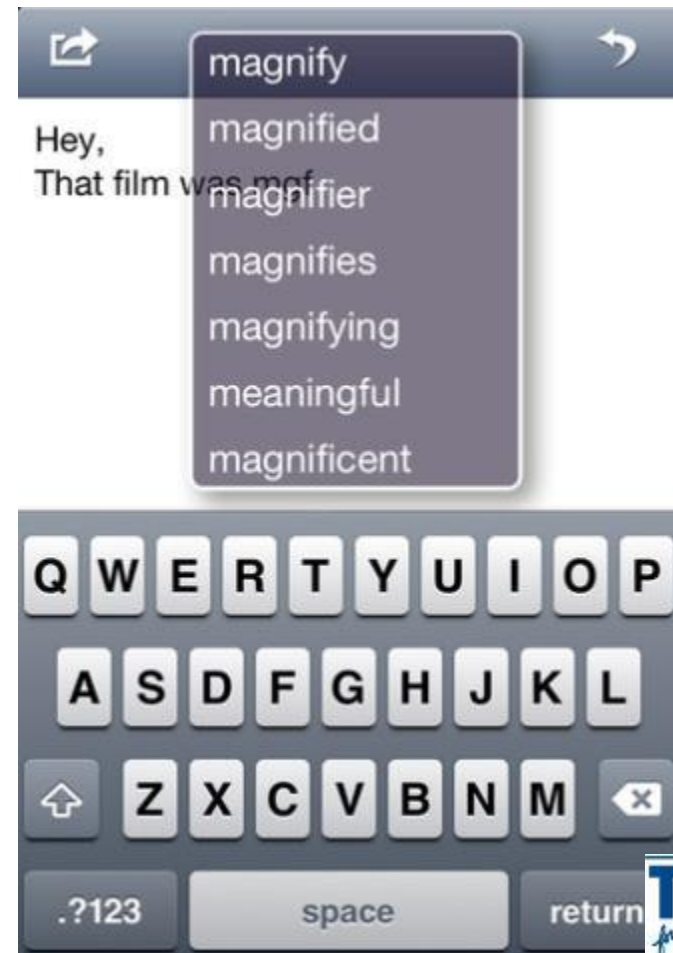 magnify
Hey,
magnified
That film was mgf
magnifier
magnifies
magnifying
meaningful
magnificent
Q W E R T Y U I O P
A S D F G H J K L
Z X C V B N M
.?123 space return